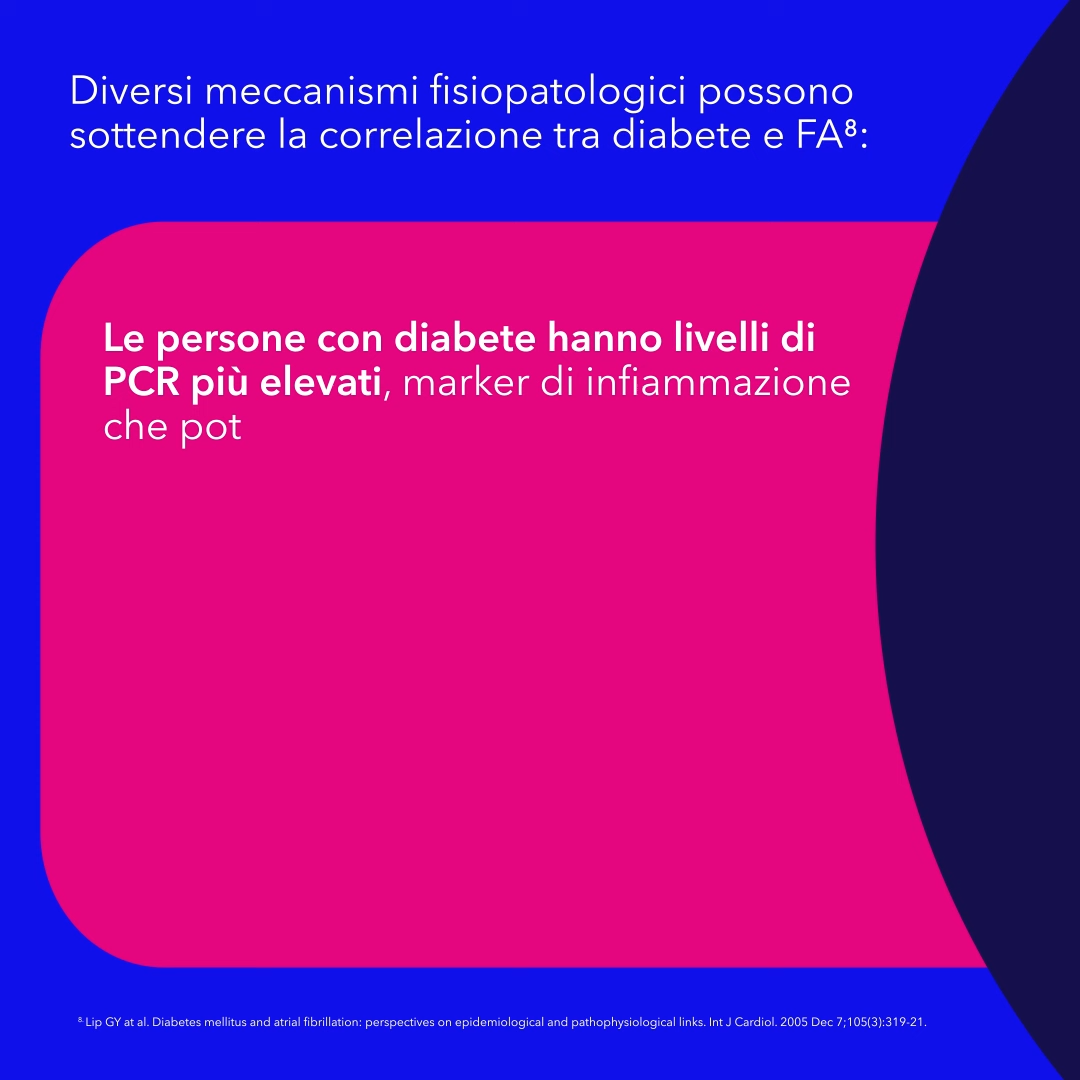 Diversi meccanismi fisiopatologici possono
sottendere la correlazione tra diabete e FA⁸:
Le persone con diabete hanno livelli di
PCR più elevati, marker di infiammazione
che pot
⁸ Lip GY at al. Diabetes mellitus and atrial fibrillation: perspectives on epidemiological and pathophysiological links. Int J Cardiol. 2005 Dec 7;105(3):319-21.